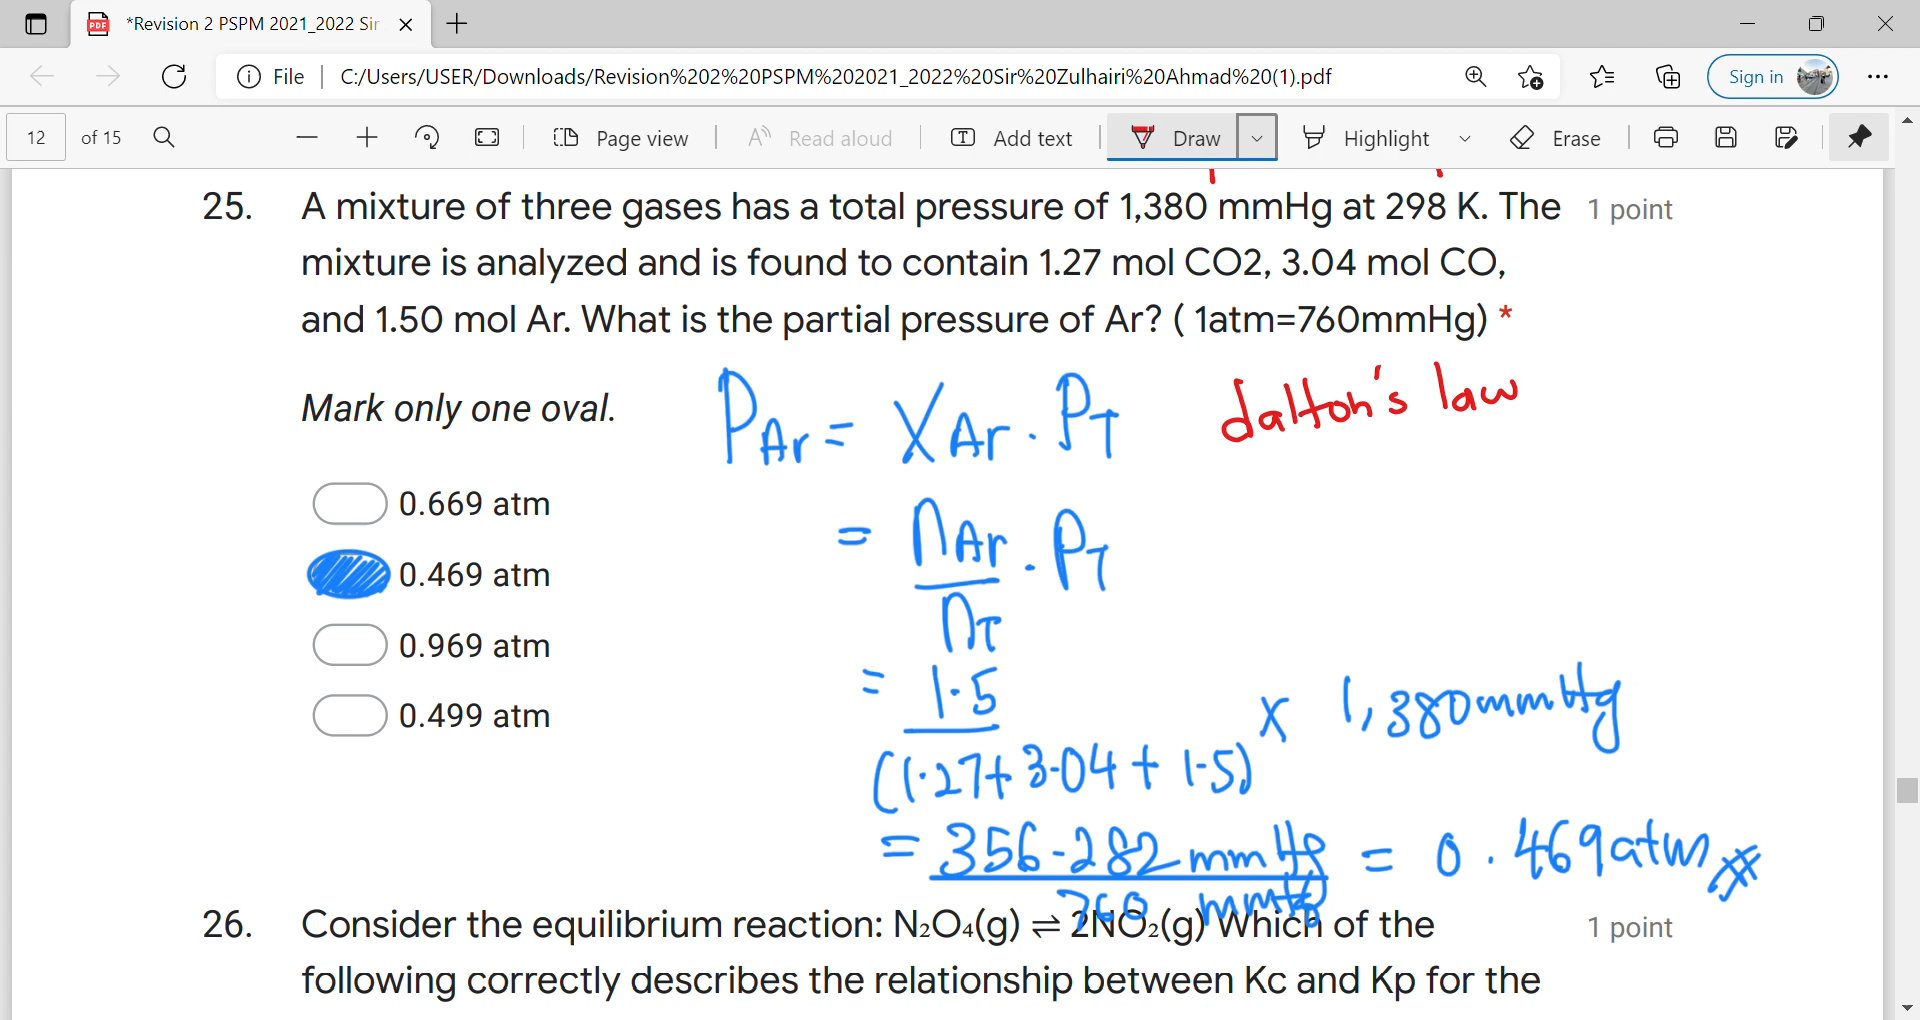 *Revision 2 PSPM 2021_2022 Sir
File C:/Users/USER/Downloads/Revision%202%20PSPM%202021_2022%20Sir%20Zulhairi%20Ahmad%20(1).pdf Sign in
12 of 15 Page view Read aloud Add text Draw Highlight Erase
25. A mixture of three gases has a total pressure of 1,380 mmHg at 298 K. The 1 point
mixture is analyzed and is found to contain 1.27 mol CO2, 3.04 mol CO,
and 1.50 mol Ar. What is the partial pressure of Ar? ( 1atm=760mmHg) *
Mark only one oval.
0.669 atm
0.469 atm
0.969 atm
0.499 atm
dalton's law
PAr = XAr · PT
= nAr · PT
nT
= 1.5 x 1,380mmHg
(1.27 + 3.04 + 1.5)
= 356.282 mmHg = 0.469atm
760 mmHg
26. Consider the equilibrium reaction: N₂O₄(g) ⇌ 2NO₂(g) Which of the 1 point
following correctly describes the relationship between Kc and Kp for the